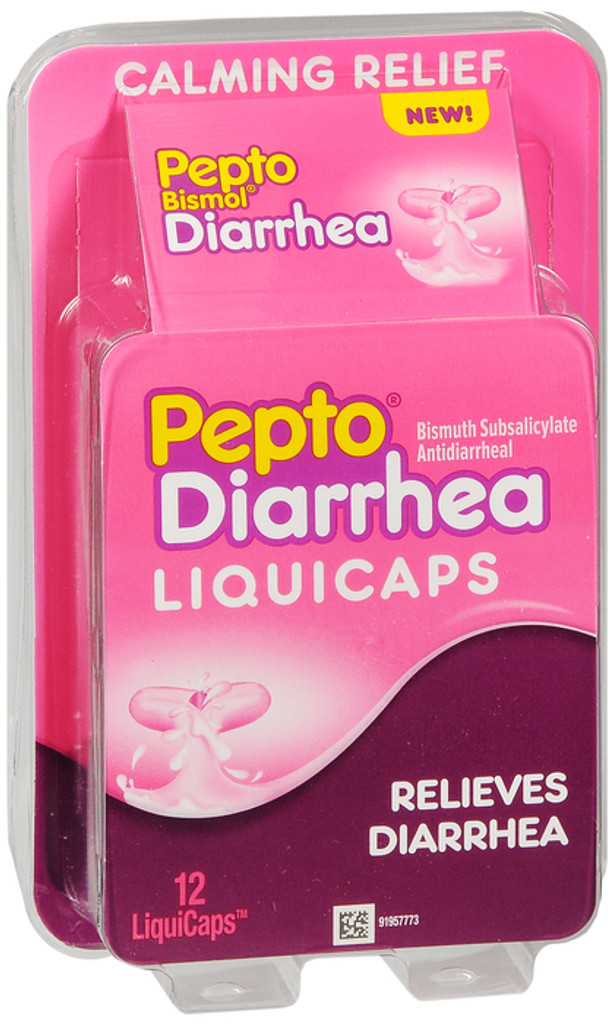 CALMING RELIEF
NEW!
Pepto
Bismol®
Diarrhea
Pepto®
Bismuth Subsalicylate
Antidiarrheal
Diarrhea
LIQUICAPS
RELIEVES
DIARRHEA
12
LiquiCaps™
91957773